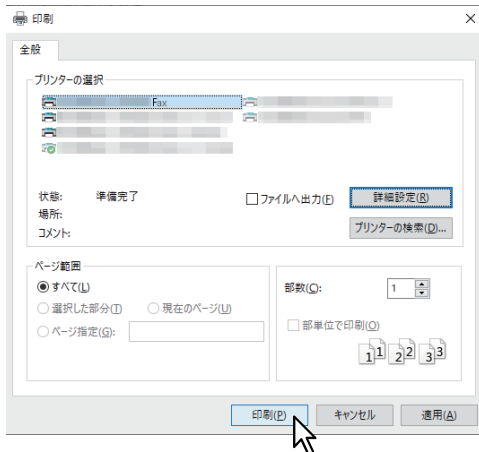 印刷
全般
プリンターの選択
Fax
状態: 準備完了
場所:
コメント:
ファイルへ出力(F)
詳細設定(R)
プリンターの検索(D)...
ページ範囲
すべて(L)
選択した部分(T) 現在のページ(U)
ページ指定(G):
部数(C): 1
部単位で印刷(O)
1 1 2 2 3 3
印刷(P) キャンセル 適用(A)